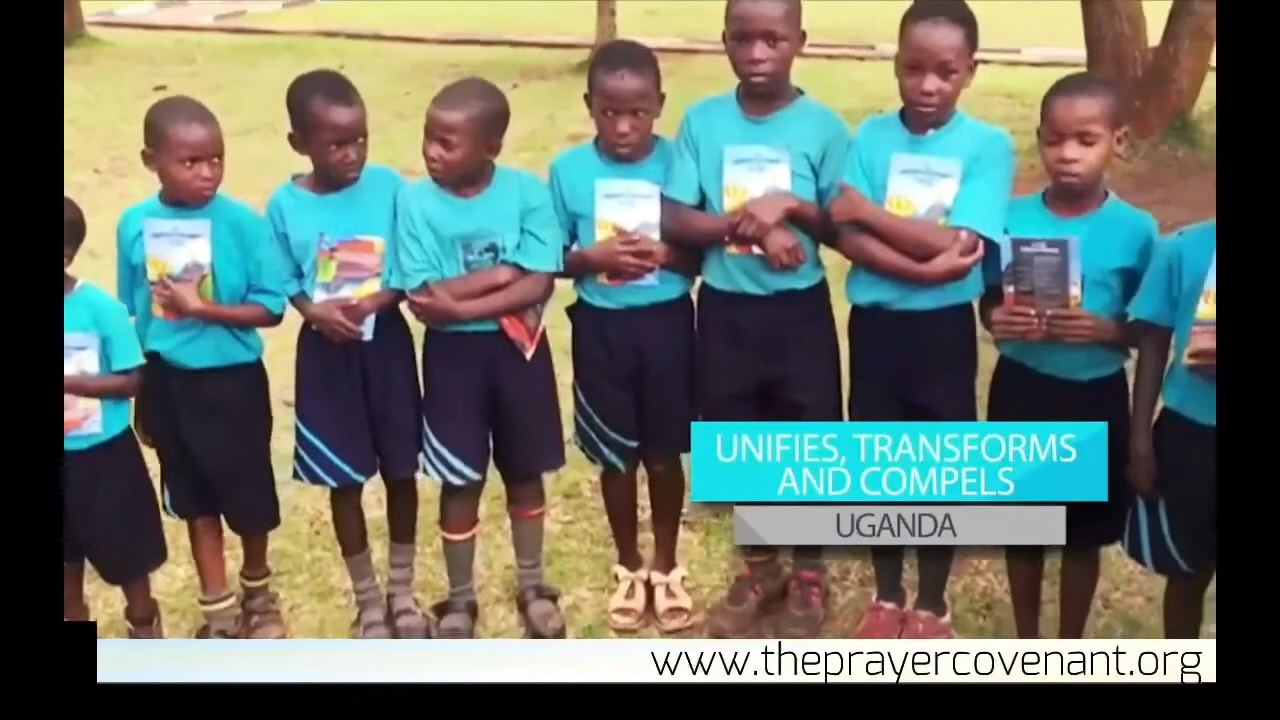 UNIFIES, TRANSFORMS
AND COMPELS
UGANDA
www.theprayercovenant.org